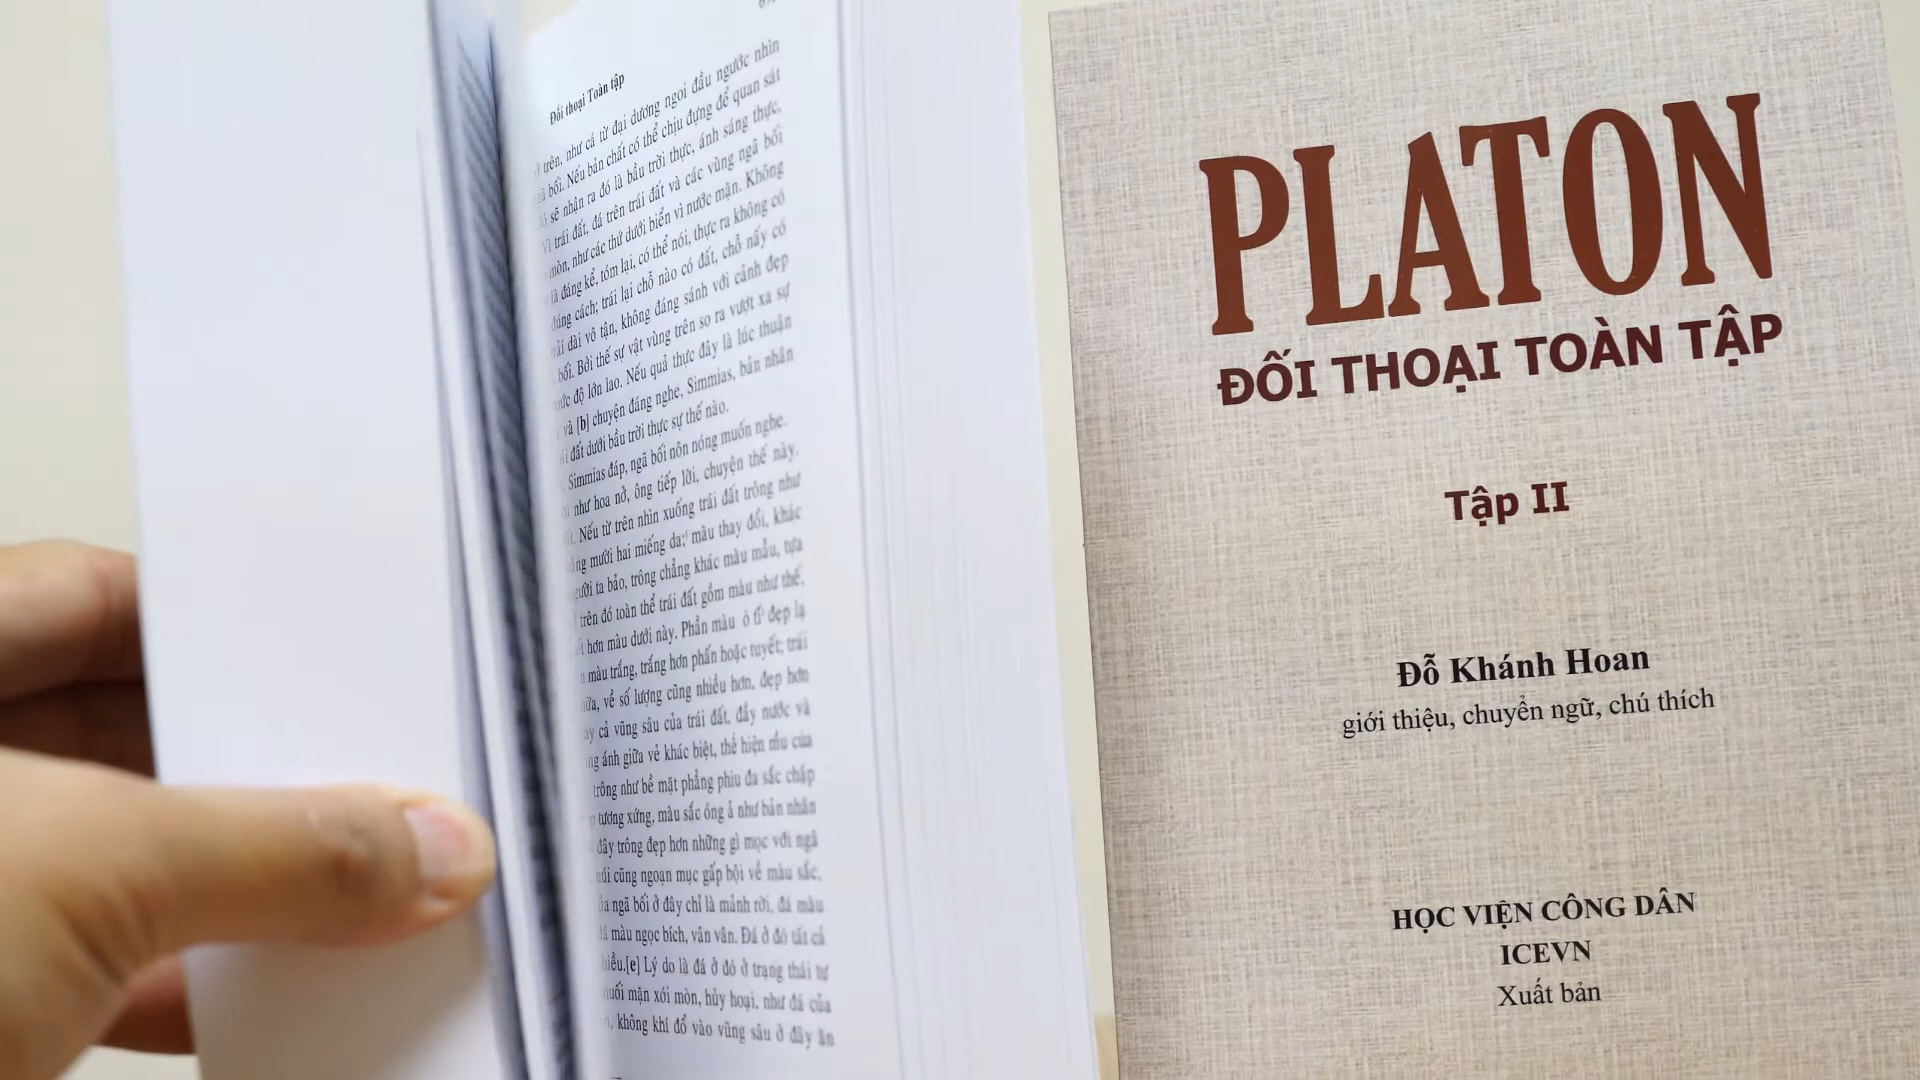 Đối thoại Toàn tập
trên, như cá từ đại dương ngoi đầu ngước nhìn
bối. Nếu bản chất có thể chịu đựng để quan sát
sẽ nhận ra đó là bầu trời thực, ánh sáng thực,
trái đất, đá trên trái đất và các vùng ngã bối
mòn, như các thứ dưới biển vì nước mặn. Không
là đáng kể, tóm lại, có thể nói, thực ra không có
đúng cách; trái lại chỗ nào có đất, chỗ nấy có
dài vô tận, không đáng sánh với cảnh đẹp
bối. Bởi thế sự vật vùng trên so ra vượt xa sự
độ lớn lao. Nếu quả thực đây là lúc thuận
và [b] chuyện đáng nghe, Simmias, bản nhân
đất dưới bầu trời thực sự thế nào.
Simmias đáp, ngã bối nôn nóng muốn nghe.
như hoa nở, ông tiếp lời, chuyện thế này.
Nếu từ trên nhìn xuống trái đất trông như
mười hai miếng da; màu thay đổi, khác
ta bảo, trông chẳng khác màu mẫu, tựa
trên đó toàn thể trái đất gồm màu như thế,
hơn màu dưới này. Phần màu đẹp lạ
màu trắng, trắng hơn phấn hoặc tuyết; trái
về số lượng cũng nhiều hơn, đẹp hơn
cả vũng sâu của trái đất, đầy nước và
ánh giữa vẻ khác biệt, thể hiện của
trông như bề mặt phẳng phiu đa sắc chắp
tương xứng, màu sắc óng ả như bản nhân
đây trông đẹp hơn những gì mọc với ngã
cũng ngoạn mục gấp bội về màu sắc,
ngã bối ở đây chỉ là mảnh rời, đá màu
màu ngọc bích, vân vân. Đá ở đó tất cả
[e] Lý do là đá ở đó ở trạng thái tự
mặn xói mòn, hủy hoại, như đá của
không khí đổ vào vũng sâu ở đây ăn
PLATON
ĐỐI THOẠI TOÀN TẬP
Tập II
Đỗ Khánh Hoan
giới thiệu, chuyển ngữ, chú thích
HỌC VIỆN CÔNG DÂN
ICEVN
Xuất bản